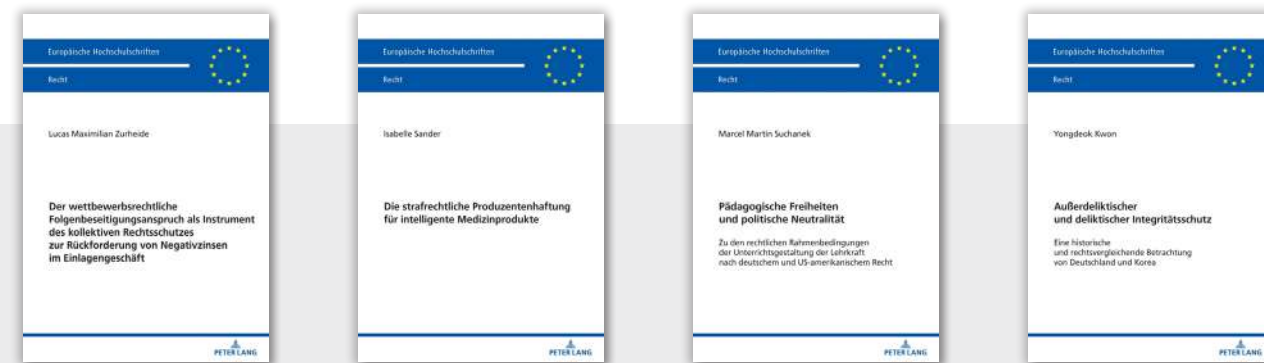 Europäische Hochschulschriften
Recht
Lucas Maximilian Zurheide
Der wettbewerbsrechtliche
Folgenbeseitigungsanspruch als Instrument
des kollektiven Rechtsschutzes
zur Rückforderung von Negativzinsen
im Einlagengeschäft
PETER LANG
Europäische Hochschulschriften
Recht
Isabelle Sander
Die strafrechtliche Produzentenhaftung
für intelligente Medizinprodukte
PETER LANG
Europäische Hochschulschriften
Recht
Marcel Martin Suchanek
Pädagogische Freiheiten
und politische Neutralität
Zu den rechtlichen Rahmenbedingungen
der Unterrichtsgestaltung der Lehrkraft
nach deutschem und US-amerikanischem Recht
PETER LANG
Europäische Hochschulschriften
Recht
Yongdeok Kwon
Außerdeliktischer
und deliktischer Integritätsschutz
Eine historische
und rechtsvergleichende Betrachtung
von Deutschland und Korea
PETER LANG